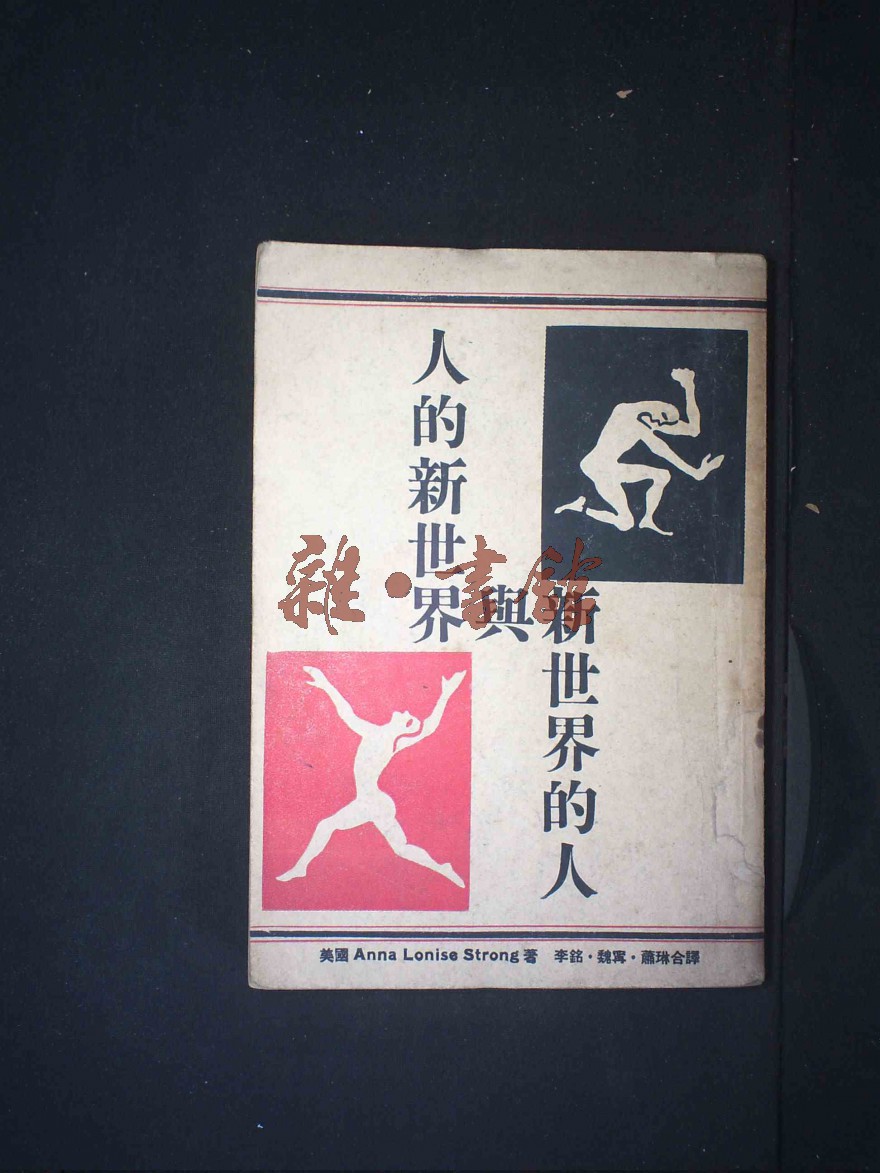 新世界的人
與
人的新世界
雜·書館
美國 Anna Lonise Strong 著 李銘·魏寗·蕭琳合譯